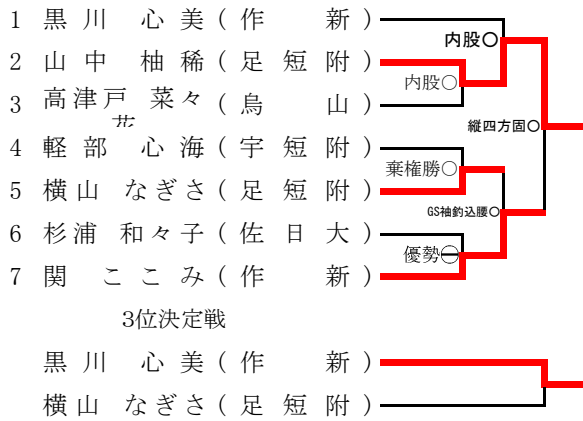 1 黒川 心美(作 新)
内股○
2 山中 柚稀(足短附)
内股○
3 高津戸 菜々花(烏 山)
縦四方固○
4 軽部 心海(宇短附)
棄権勝○
5 横山 なぎさ(足短附)
GS袖釣込腰○
6 杉浦 和々子(佐日大)
優勢㊀
7 関 ここみ(作 新)
3位決定戦
黒川 心美(作 新)
横山 なぎさ(足短附)